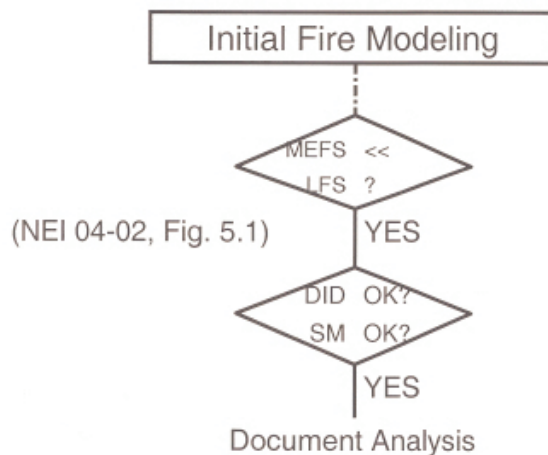 Initial Fire Modeling
MEFS <<
LFS ?
(NEI 04-02, Fig. 5.1)
YES
DID OK?
SM OK?
YES
Document Analysis